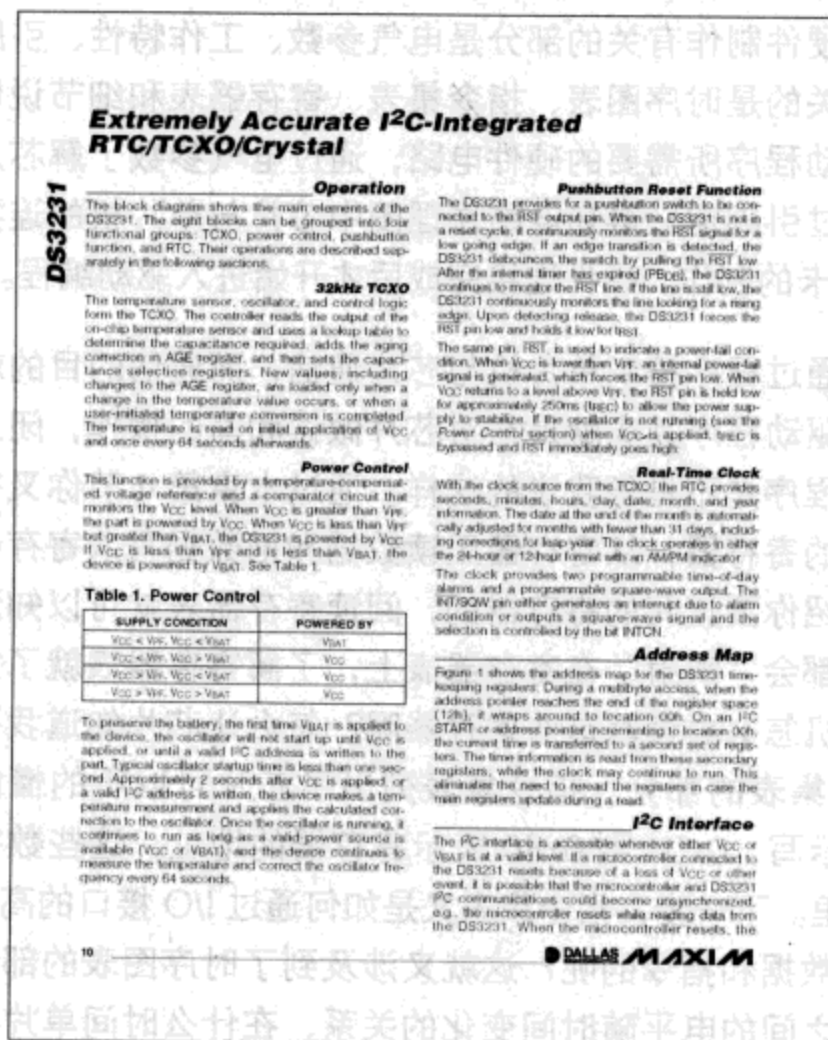 Extremely Accurate I²C-Integrated
RTC/TCXO/Crystal
DS3231
Operation
The block diagram shows the main elements of the
DS3231. The eight blocks can be grouped into four
functional groups: TCXO, power control, pushbutton
function, and RTC. Their operations are described sep-
arately in the following sections.
32kHz TCXO
The temperature sensor, oscillator, and control logic
form the TCXO. The controller reads the output of the
on-chip temperature sensor and uses a lookup table to
determine the capacitance required, adds the aging
correction in AGE register, and then sets the capaci-
tance selection registers. New values, including
changes to the AGE register, are loaded only when a
change in the temperature value occurs, or when a
user-initiated temperature conversion is completed.
The temperature is read on initial application of VCC
and once every 64 seconds afterwards.
Power Control
This function is provided by a temperature-compensat-
ed voltage reference and a comparator circuit that
monitors the VCC level. When VCC is greater than VPF,
the part is powered by VCC. When VCC is less than VPF
but greater than VBAT, the DS3231 is powered by VCC.
If VCC is less than VPF and is less than VBAT, the
device is powered by VBAT. See Table 1.
Table 1. Power Control
SUPPLY CONDITION POWERED BY
VCC < VPF, VCC < VBAT VBAT
VCC < VPF, VCC > VBAT VCC
VCC > VPF, VCC < VBAT VCC
VCC > VPF, VCC > VBAT VCC
To preserve the battery, the first time VBAT is applied to
the device, the oscillator will not start up until VCC is
applied, or until a valid I²C address is written to the
part. Typical oscillator startup time is less than one sec-
ond. Approximately 2 seconds after VCC is applied, or
a valid I²C address is written, the device makes a tem-
perature measurement and applies the calculated cor-
rection to the oscillator. Once the oscillator is running, it
continues to run as long as a valid power source is
available (VCC or VBAT), and the device continues to
measure the temperature and correct the oscillator fre-
quency every 64 seconds.
Pushbutton Reset Function
The DS3231 provides for a pushbutton switch to be con-
nected to the RST output pin. When the DS3231 is not in
a reset cycle, it continuously monitors the RST signal for a
low going edge. If an edge transition is detected, the
DS3231 debounces the switch by pulling the RST low.
After the internal timer has expired (PBDB), the DS3231
continues to monitor the RST line. If the line is still low, the
DS3231 continuously monitors the line looking for a rising
edge. Upon detecting release, the DS3231 forces the
RST pin low and holds it low for tRST.
The same pin, RST, is used to indicate a power-fail con-
dition. When VCC is lower than VPF, an internal power-fail
signal is generated, which forces the RST pin low. When
VCC returns to a level above VPF, the RST pin is held low
for approximately 250ms (tREC) to allow the power sup-
ply to stabilize. If the oscillator is not running (see the
Power Control section) when VCC is applied, tREC is
bypassed and RST immediately goes high.
Real-Time Clock
With the clock source from the TCXO, the RTC provides
seconds, minutes, hours, day, date, month, and year
information. The date at the end of the month is automati-
cally adjusted for months with fewer than 31 days, includ-
ing corrections for leap year. The clock operates in either
the 24-hour or 12-hour format with an AM/PM indicator.
The clock provides two programmable time-of-day
alarms and a programmable square-wave output. The
INT/SQW pin either generates an interrupt due to alarm
condition or outputs a square-wave signal and the
selection is controlled by the bit INTCN.
Address Map
Figure 1 shows the address map for the DS3231 time-
keeping registers. During a multibyte access, when the
address pointer reaches the end of the register space
(12h), it wraps around to location 00h. On an I²C
START or address pointer incrementing to location 00h,
the current time is transferred to a second set of regis-
ters. The time information is read from these secondary
registers, while the clock may continue to run. This
eliminates the need to reread the registers in case the
main registers update during a read.
I²C Interface
The I²C interface is accessible whenever either VCC or
VBAT is at a valid level. If a microcontroller connected to
the DS3231 resets because of a loss of VCC or other
event, it is possible that the microcontroller and DS3231
I²C communications could become unsynchronized,
e.g., the microcontroller resets while reading data from
the DS3231. When the microcontroller resets, the
10
DALLAS MAXIM